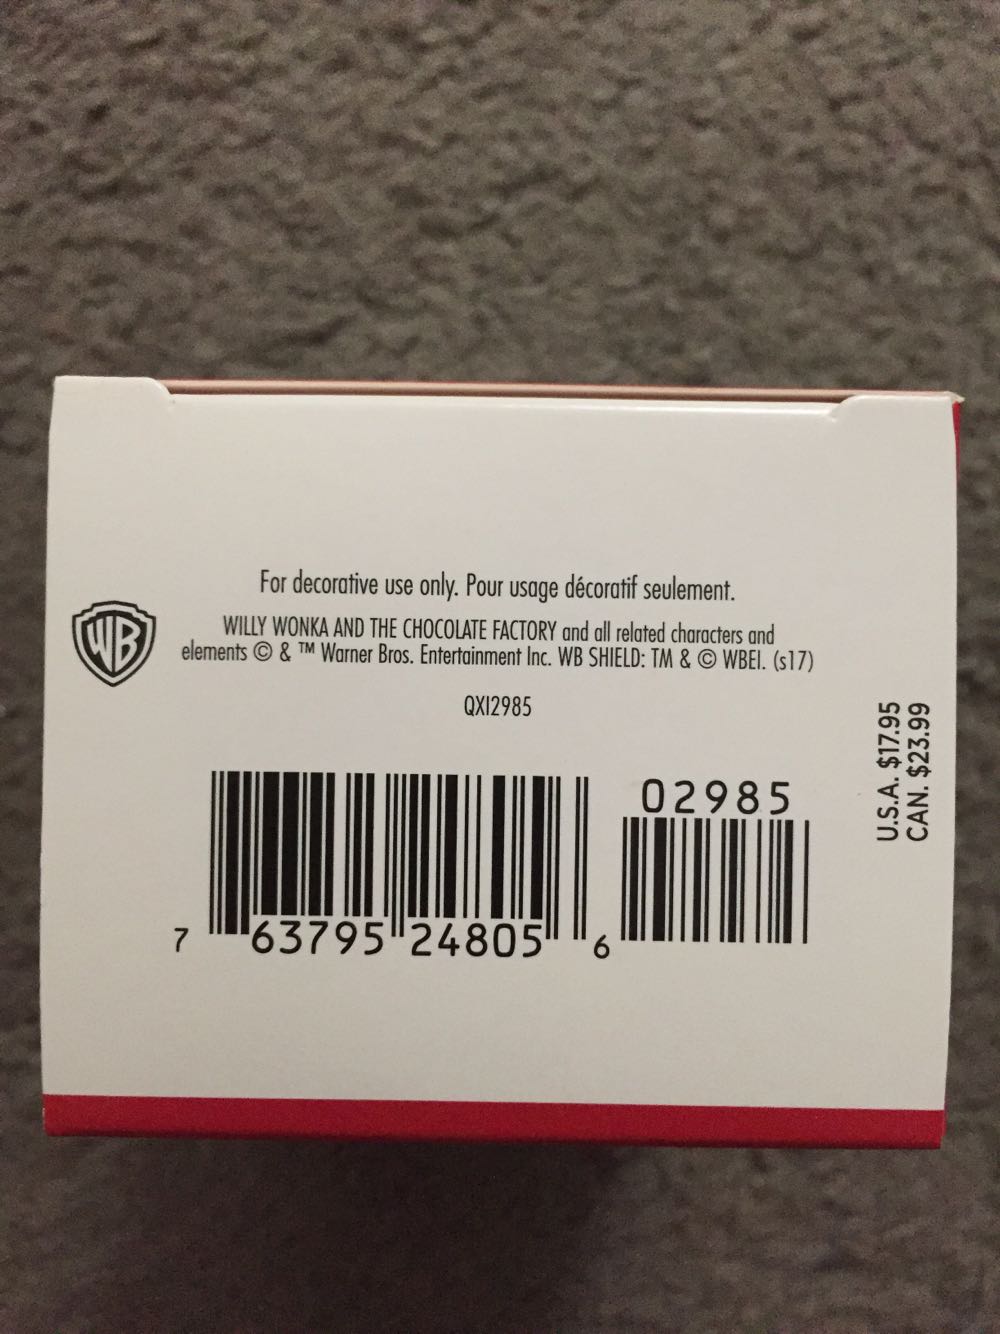 For decorative use only. Pour usage décoratif seulement.
WB
WILLY WONKA AND THE CHOCOLATE FACTORY and all related characters and
elements © & ™ Warner Bros. Entertainment Inc. WB SHIELD: TM & © WBEI. (s17)
QXI2985
U.S.A. $17.95
CAN. $23.99
02985
7 63795 24805 6